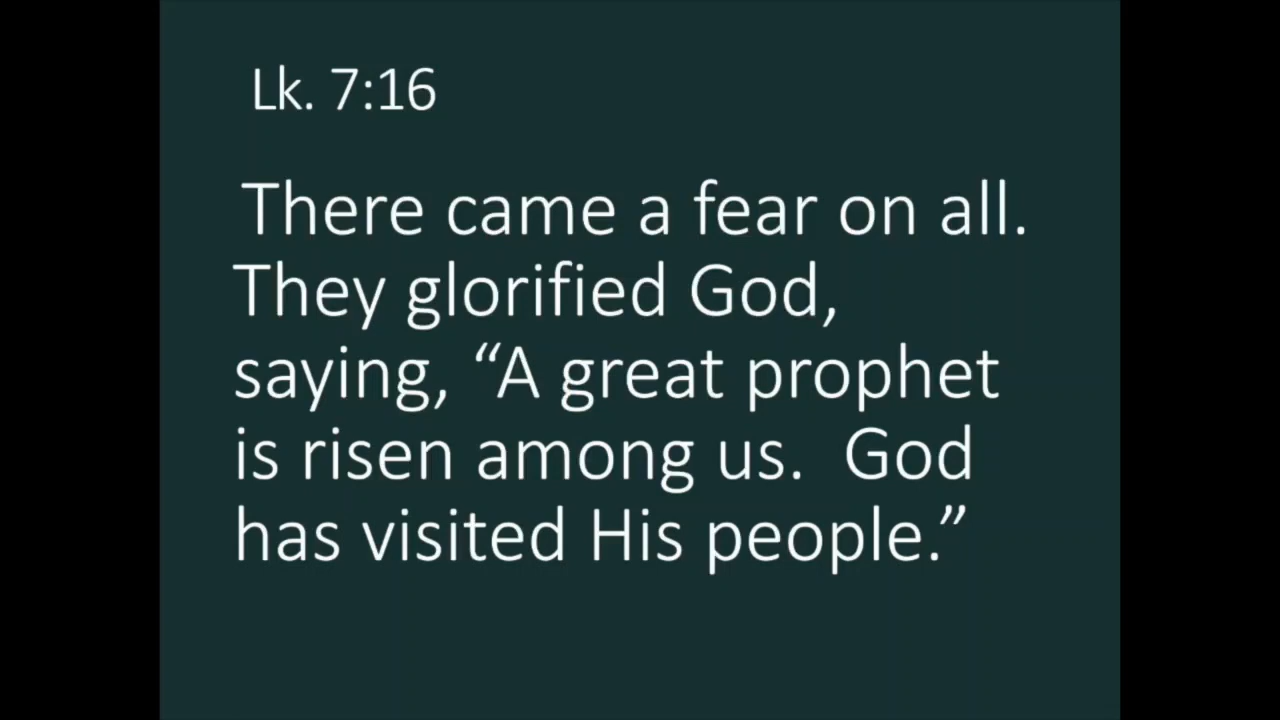 Lk. 7:16
There came a fear on all.
They glorified God,
saying, “A great prophet
is risen among us.  God
has visited His people.”